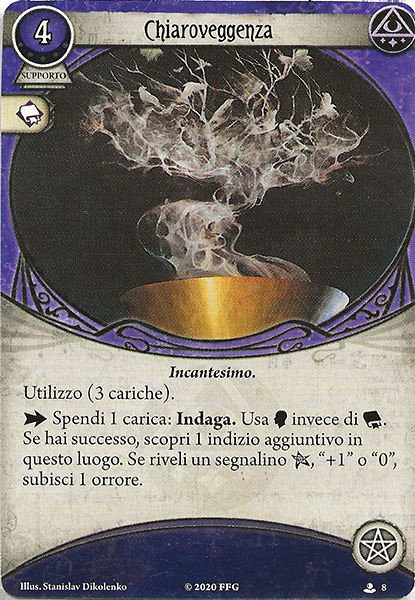 4
Chiaroveggenza
SUPPORTO
Incantesimo.
Utilizzo (3 cariche).
Spendi 1 carica: Indaga. Usa invece di .
Se hai successo, scopri 1 indizio aggiuntivo in
questo luogo. Se riveli un segnalino , “+1” o “0”,
subisci 1 orrore.
Illus. Stanislav Dikolenko © 2020 FFG 8